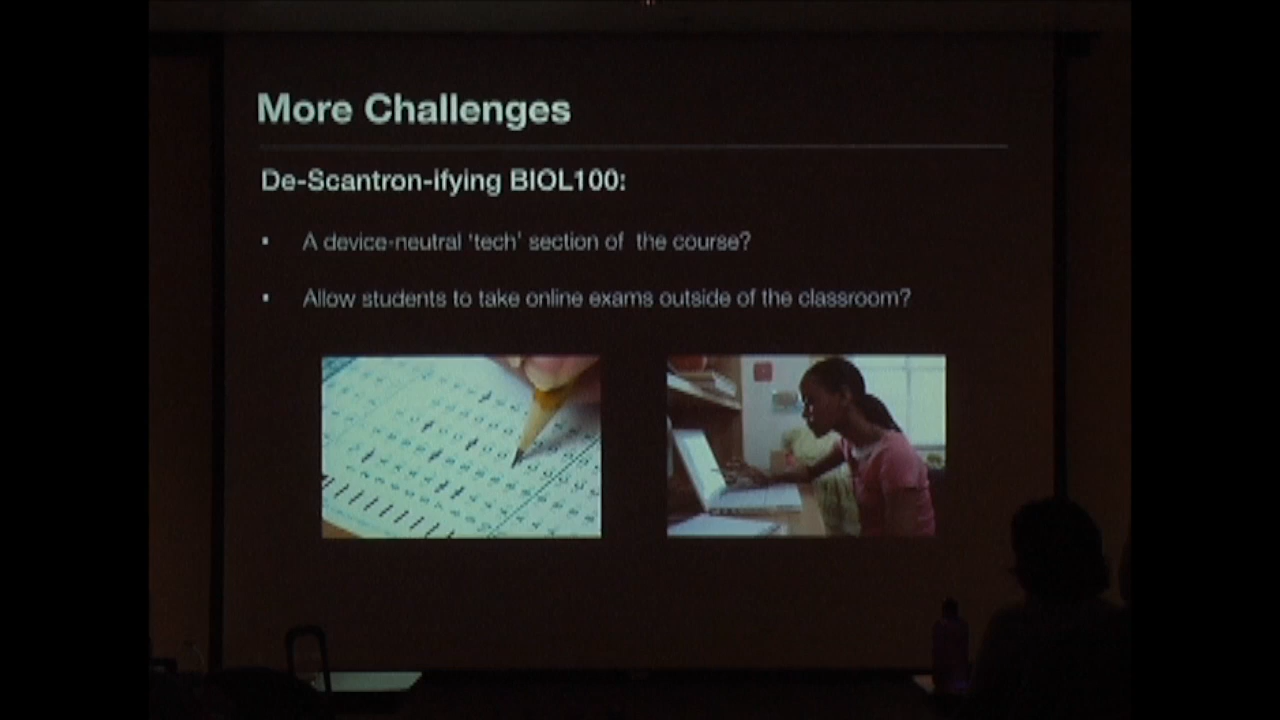 More Challenges
De-Scantron-ifying BIOL100:
▪ A device-neutral ‘tech’ section of the course?
▪ Allow students to take online exams outside of the classroom?